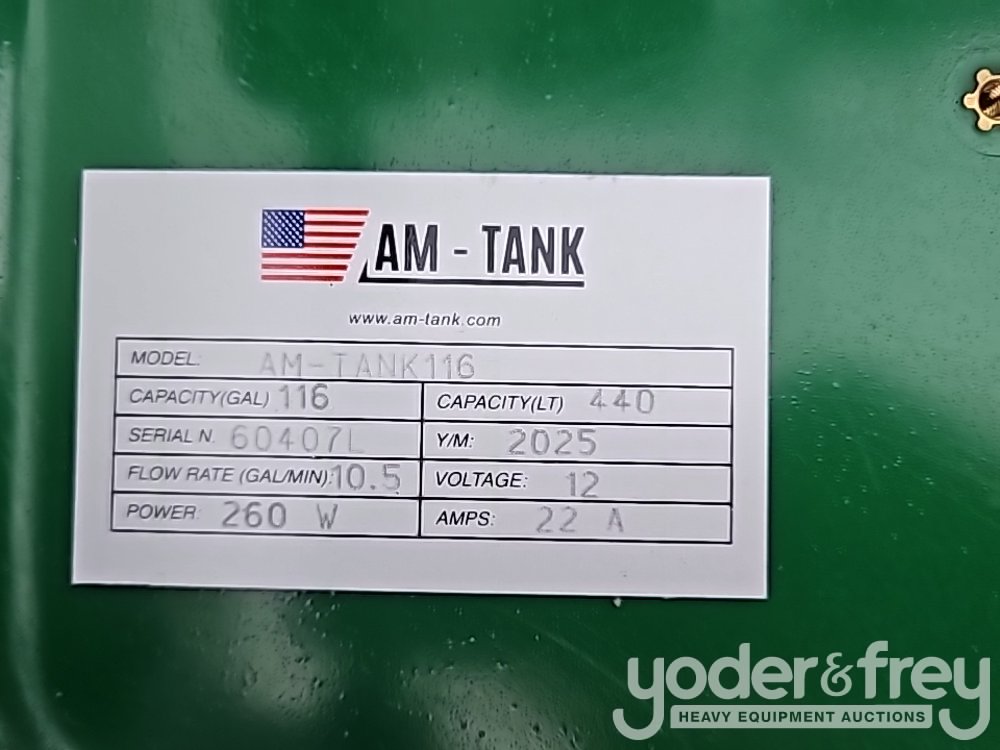 AM - TANK
www.am-tank.com
MODEL: AM-TANK116
CAPACITY(GAL) 116 CAPACITY(LT) 440
SERIAL N. 60407L Y/M: 2025
FLOW RATE (GAL/MIN): 10.5 VOLTAGE: 12
POWER: 260 W AMPS: 22 A
yoder&frey
HEAVY EQUIPMENT AUCTIONS